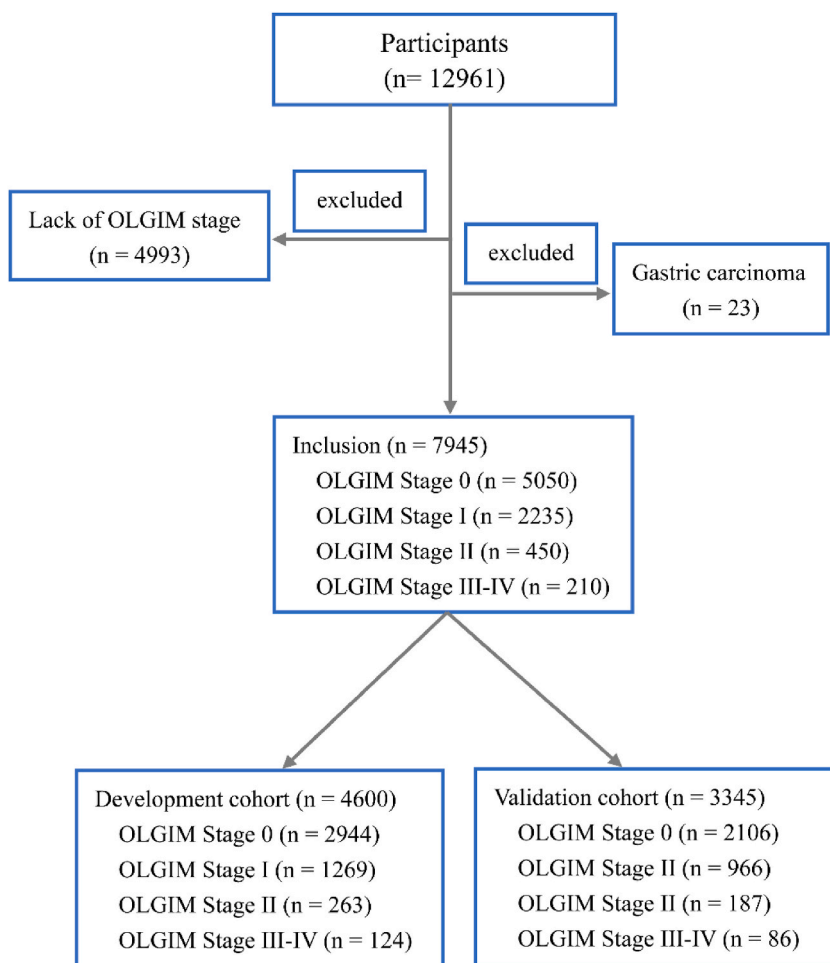 Participants
(n= 12961)
excluded
Lack of OLGIM stage
(n = 4993)
excluded
Gastric carcinoma
(n = 23)
Inclusion (n = 7945)
OLGIM Stage 0 (n = 5050)
OLGIM Stage I (n = 2235)
OLGIM Stage II (n = 450)
OLGIM Stage III-IV (n = 210)
Development cohort (n = 4600)
OLGIM Stage 0 (n = 2944)
OLGIM Stage I (n = 1269)
OLGIM Stage II (n = 263)
OLGIM Stage III-IV (n = 124)
Validation cohort (n = 3345)
OLGIM Stage 0 (n = 2106)
OLGIM Stage II (n = 966)
OLGIM Stage II (n = 187)
OLGIM Stage III-IV (n = 86)